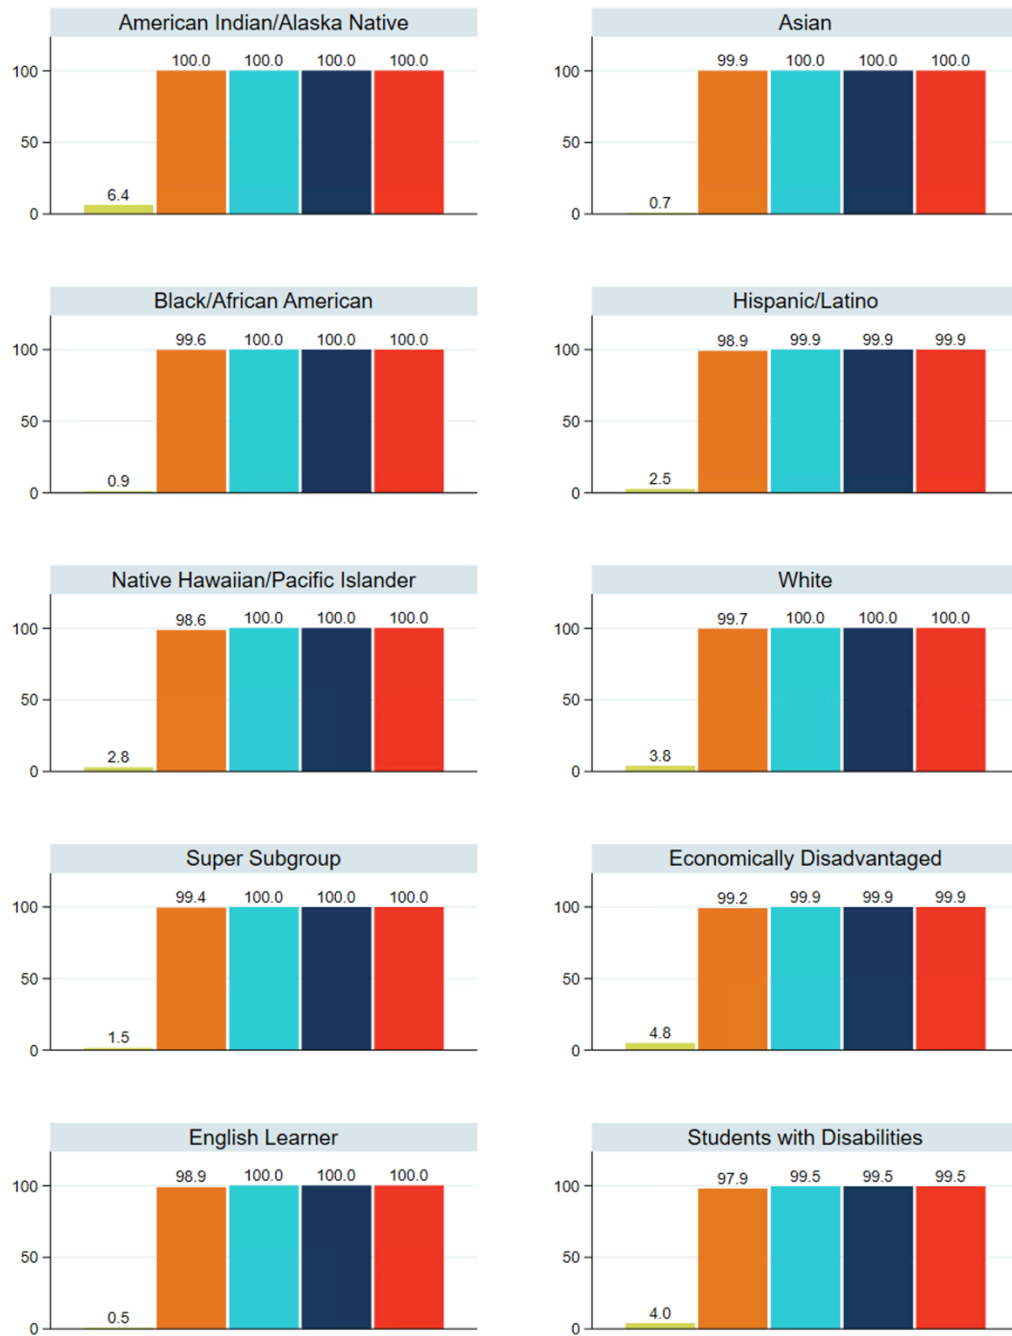 American Indian/Alaska Native
100.0 100.0 100.0 100.0
100
50
6.4
0
Asian
99.9 100.0 100.0 100.0
100
50
0.7
0
Black/African American
99.6 100.0 100.0 100.0
100
50
0.9
0
Hispanic/Latino
98.9 99.9 99.9 99.9
100
50
2.5
0
Native Hawaiian/Pacific Islander
98.6 100.0 100.0 100.0
100
50
2.8
0
White
99.7 100.0 100.0 100.0
100
50
3.8
0
Super Subgroup
99.4 100.0 100.0 100.0
100
50
1.5
0
Economically Disadvantaged
99.2 99.9 99.9 99.9
100
50
4.8
0
English Learner
98.9 100.0 100.0 100.0
100
50
0.5
0
Students with Disabilities
97.9 99.5 99.5 99.5
100
50
4.0
0